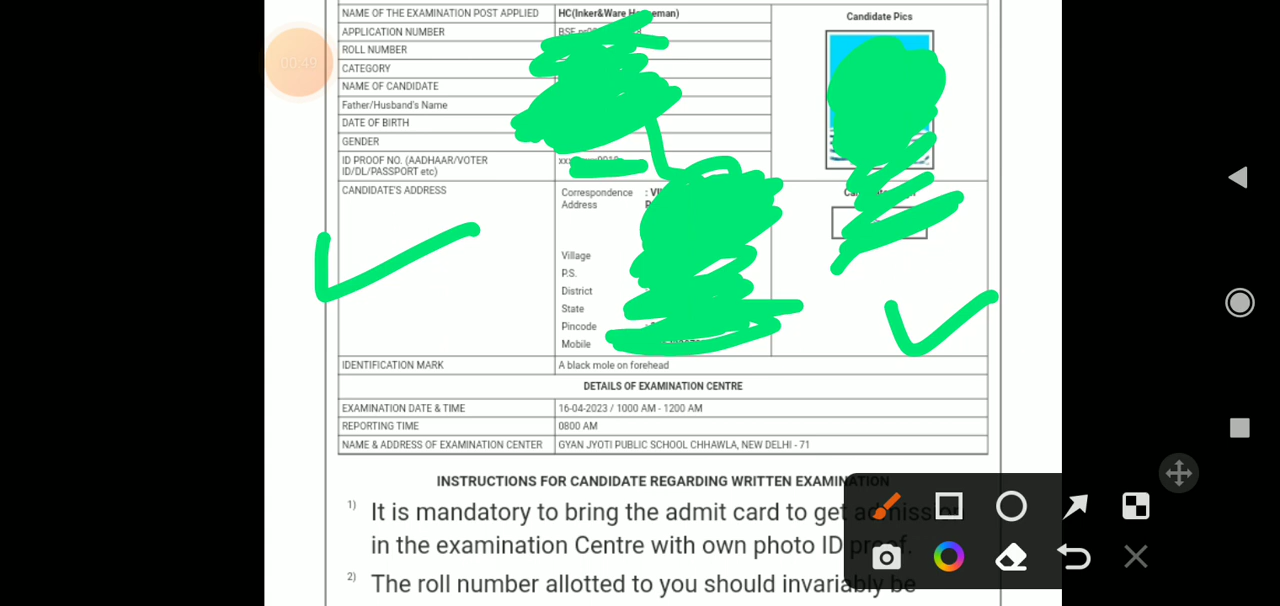 NAME OF THE EXAMINATION POST APPLIED HC(Inker&Ware
Candidate Pics
APPLICATION NUMBER
00:49
ROLL NUMBER
CATEGORY
NAME OF CANDIDATE
Father/Husband's Name
DATE OF BIRTH
GENDER
ID PROOF NO. (AADHAAR/VOTER
ID/DL/PASSPORT etc)
CANDIDATE'S ADDRESS
Correspondence :
Address
Village
P.S.
District
State
Pincode
Mobile
IDENTIFICATION MARK A black mole on forehead
DETAILS OF EXAMINATION CENTRE
EXAMINATION DATE & TIME 16-04-2023 / 1000 AM - 1200 AM
REPORTING TIME 0800 AM
NAME & ADDRESS OF EXAMINATION CENTER GYAN JYOTI PUBLIC SCHOOL CHHAWLA, NEW DELHI - 71
INSTRUCTIONS FOR CANDIDATE REGARDING WRITTEN EXAMINATION
1) It is mandatory to bring the admit card to get admission
in the examination Centre with own photo ID proof.
2) The roll number allotted to you should invariably be